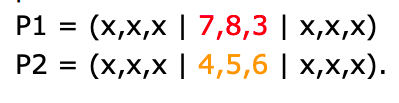 P1 = (x,x,x | 7,8,3 | x,x,x)
P2 = (x,x,x | 4,5,6 | x,x,x).